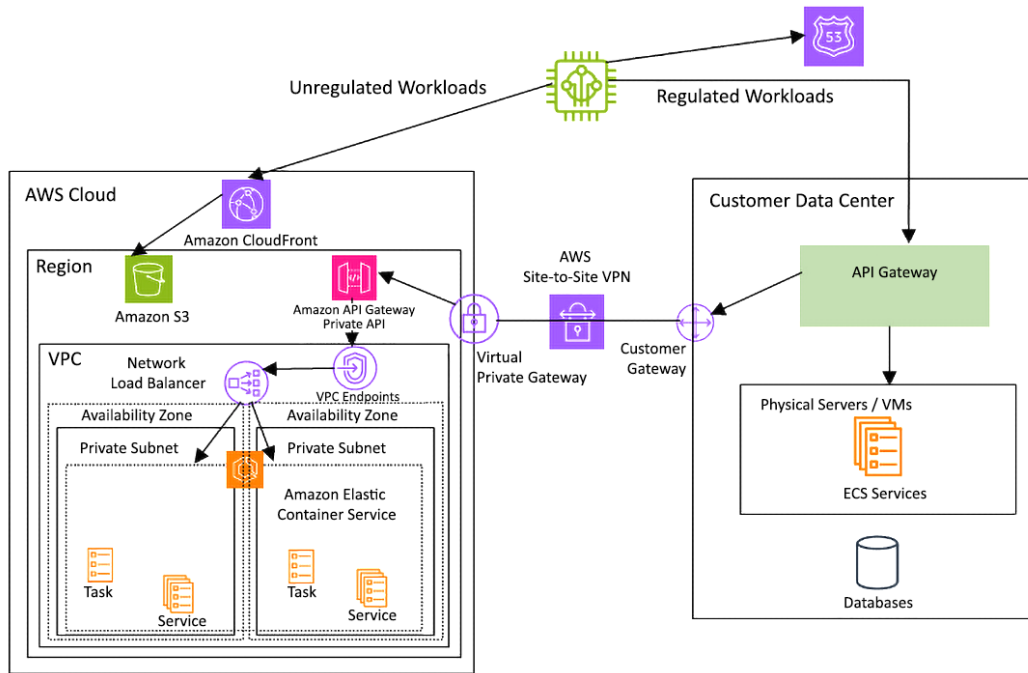 53
Unregulated Workloads
Regulated Workloads
AWS Cloud
Amazon CloudFront
Region
Amazon S3
Amazon API Gateway
Private API
AWS
Site-to-Site VPN
Virtual
Private Gateway
Customer
Gateway
Customer Data Center
API Gateway
VPC
Network
Load Balancer
VPC Endpoints
Availability Zone
Availability Zone
Private Subnet
Private Subnet
Amazon Elastic
Container Service
Task
Service
Task
Service
Physical Servers / VMs
ECS Services
Databases